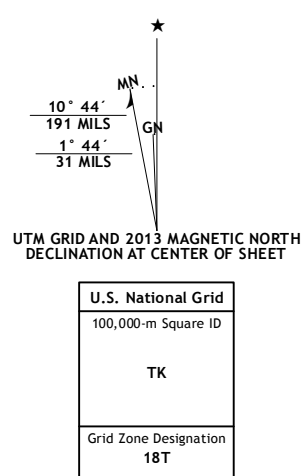 ★
MN
10° 44´
191 MILS
GN
1° 44´
31 MILS
UTM GRID AND 2013 MAGNETIC NORTH
DECLINATION AT CENTER OF SHEET
U.S. National Grid
100,000-m Square ID
TK
Grid Zone Designation
18T